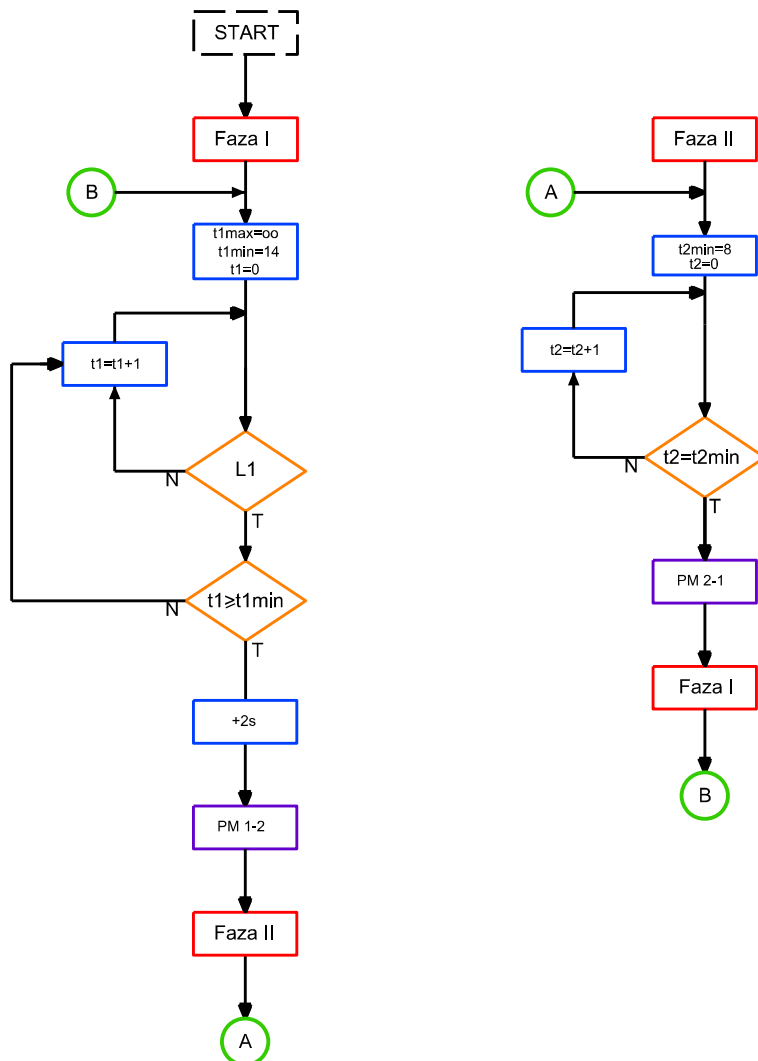 START
Faza I
B
t1max=oo
t1min=14
t1=0
t1=t1+1
L1
N
T
t1≥t1min
N
T
+2s
PM 1-2
Faza II
A
Faza II
A
t2min=8
t2=0
t2=t2+1
t2=t2min
N
T
PM 2-1
Faza I
B